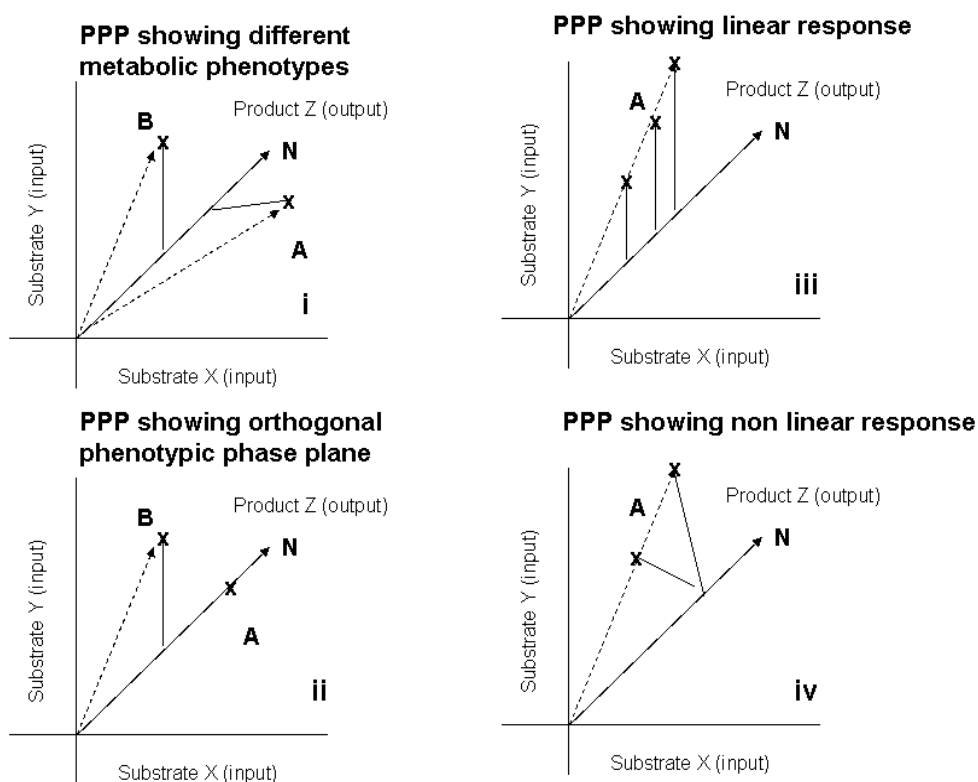 PPP showing different
metabolic phenotypes
Product Z (output)
B
X
N
X
A
Substrate Y (input)
i
Substrate X (input)
PPP showing linear response
X
A
Product Z (output)
X
N
X
Substrate Y (input)
iii
Substrate X (input)
PPP showing orthogonal
phenotypic phase plane
Product Z (output)
B
X
N
X
A
Substrate Y (input)
ii
Substrate X (input)
PPP showing non linear response
X
Product Z (output)
A
N
X
Substrate Y (input)
iv
Substrate X (input)